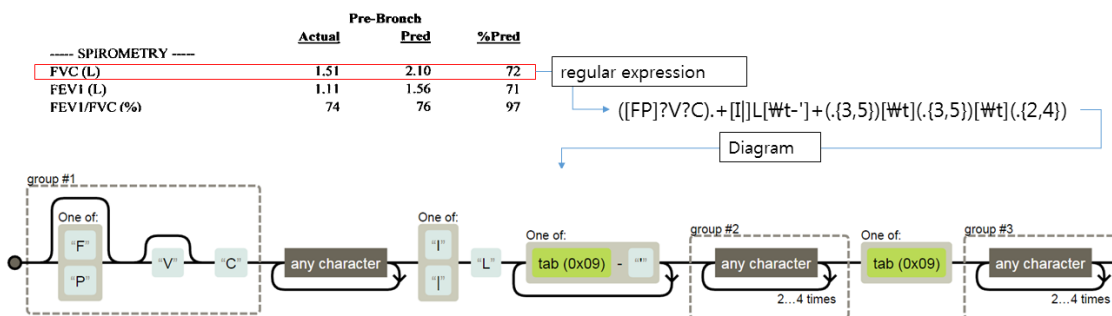 Pre-Bronch
Actual Pred %Pred
----- SPIROMETRY -----
FVC (L) 1.51 2.10 72
FEV1 (L) 1.11 1.56 71
FEV1/FVC (%) 74 76 97
regular expression
([FP]?V?C).+[I|]L[₩t-']+(.{3,5})[₩t](.{3,5})[₩t](.{2,4})
Diagram
group #1
One of:
“F”
“P”
“V”
“C”
any character
One of:
“I”
“|”
“L”
One of:
tab (0x09) - “'”
group #2
any character
2...4 times
One of:
tab (0x09)
group #3
any character
2...4 times